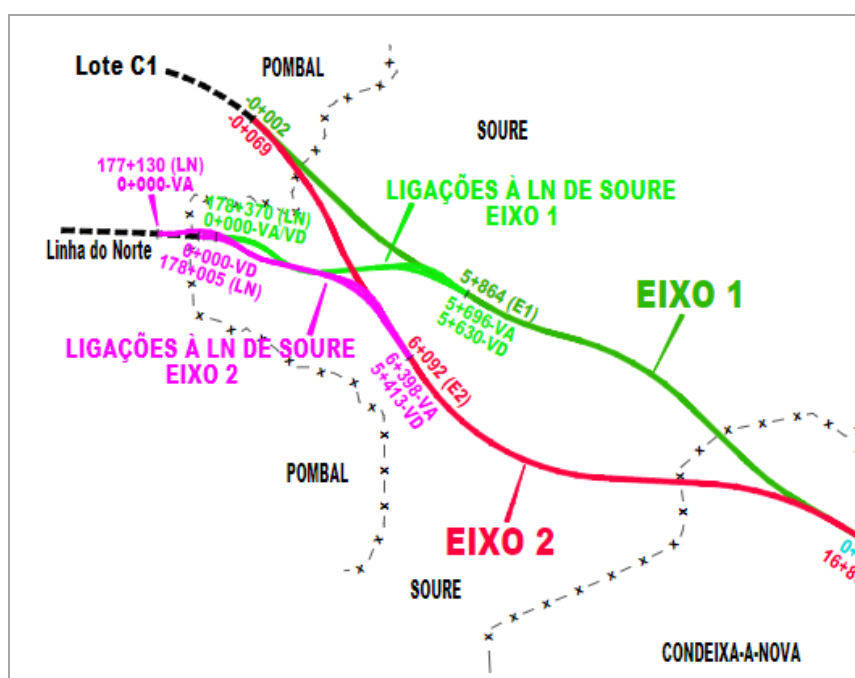 Lote C1
POMBAL
-0+002
-0+069
SOURE
177+130 (LN)
0+000-VA
178+370 (LN)
0+000-VA/VD
LIGAÇÕES À LN DE SOURE
EIXO 1
Linha do Norte
0+000-VD
178+005 (LN)
5+864 (E1)
5+696-VA
5+630-VD
EIXO 1
LIGAÇÕES À LN DE SOURE
EIXO 2
6+092 (E2)
6+398-VA
5+413-VD
POMBAL
EIXO 2
SOURE
0+
16+8
CONDEIXA-A-NOVA